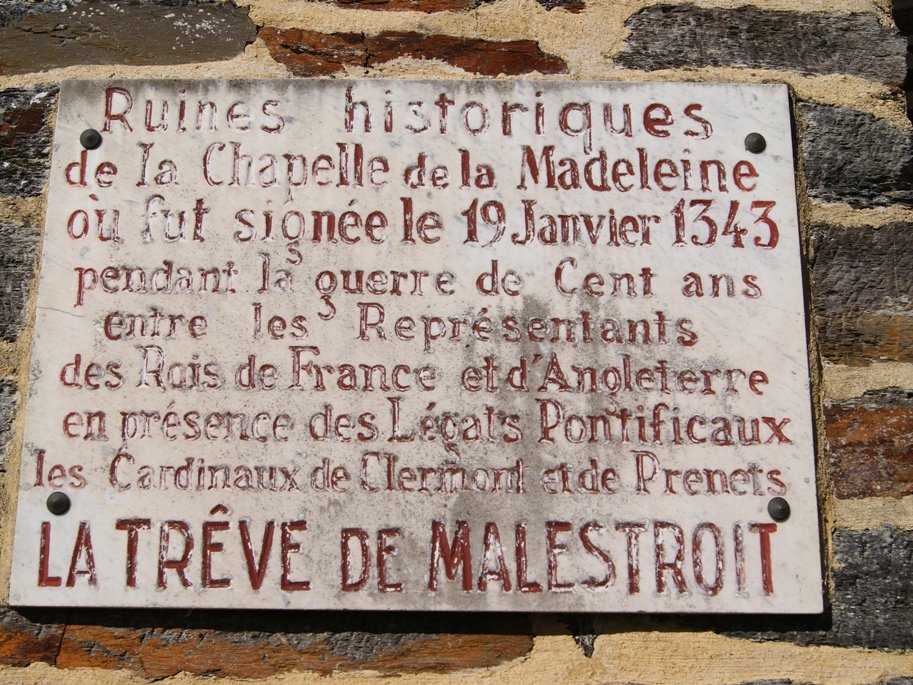 Ruines historiques
de la Chapelle de la Madeleine
où fut signée le 19 Janvier 1343
pendant la guerre de Cent ans
entre les Représentants
des Rois de France et d'Angleterre
en présence des Légats Pontificaux
les Cardinaux de Clermont et de Prenets
LA TRÊVE DE MALESTROIT